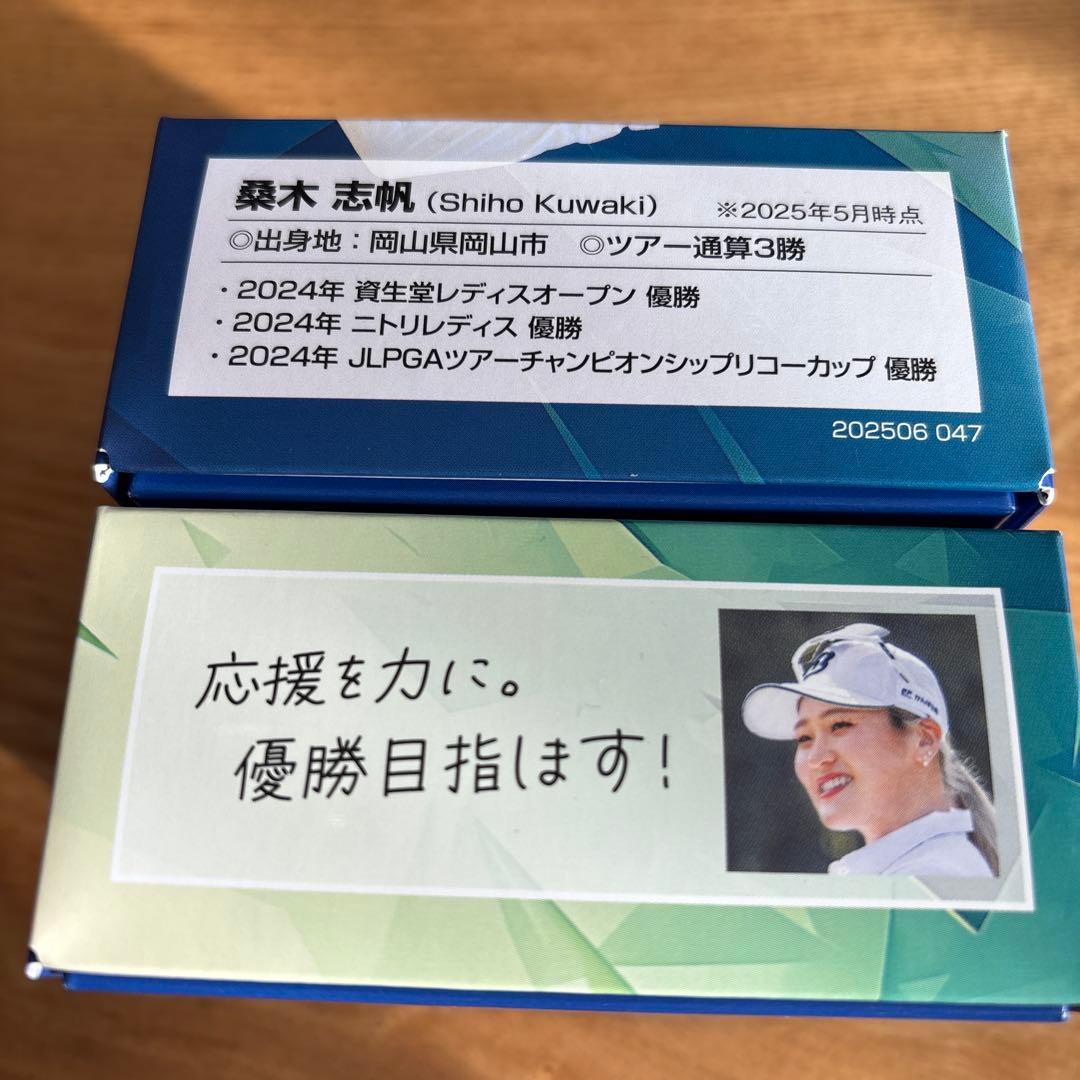 桑木 志帆 (Shiho Kuwaki) ※2025年5月時点
◎出身地：岡山県岡山市 ◎ツアー通算3勝
・2024年 資生堂レディスオープン 優勝
・2024年 ニトリレディス 優勝
・2024年 JLPGAツアーチャンピオンシップリコーカップ 優勝
202506 047
応援を力に。
優勝目指します！
B